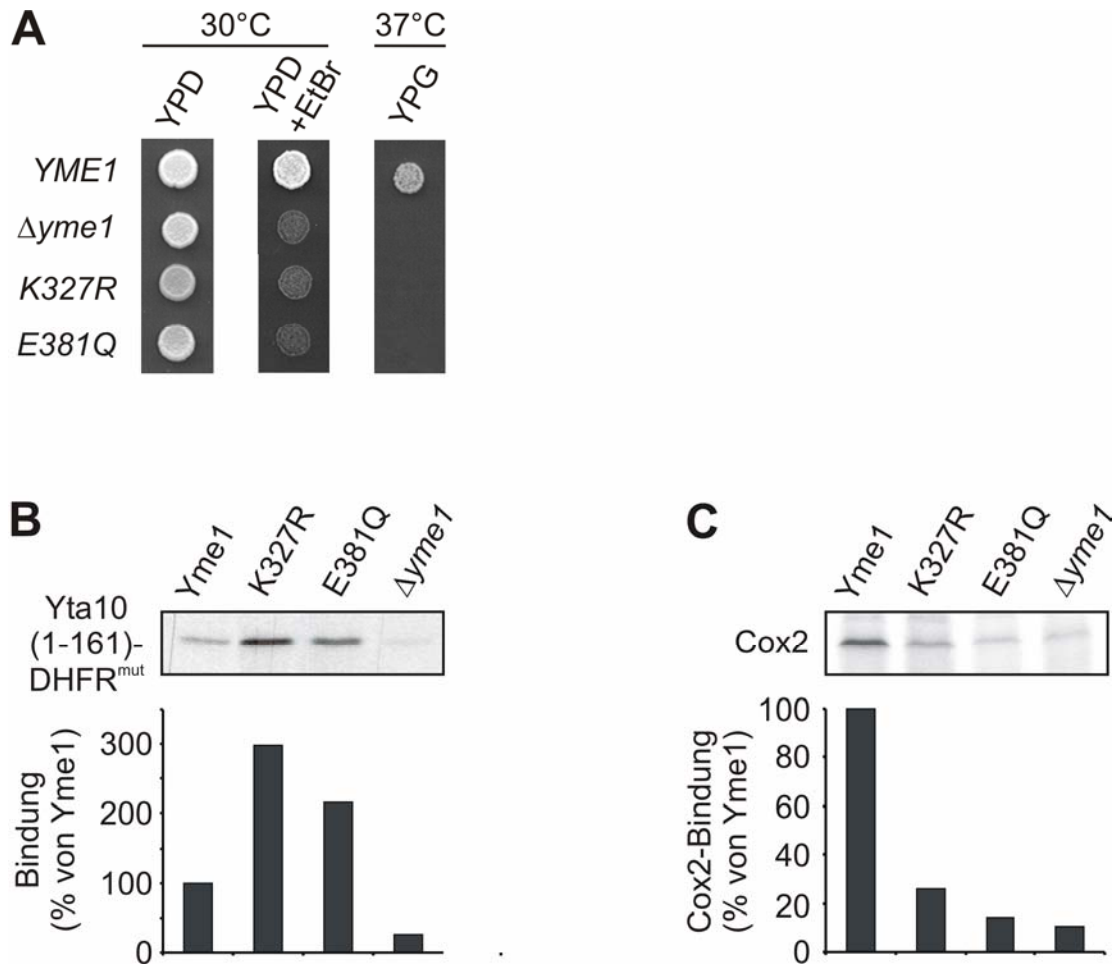 A
30°C 37°C
YPD YPD +EtBr YPG
YME1
Δyme1
K327R
E381Q
B
Yme1 K327R E381Q Δyme1
Yta10
(1-161)-
DHFRmut
Bindung
(% von Yme1)
300
200
100
0
C
Yme1 K327R E381Q Δyme1
Cox2
Cox2-Bindung
(% von Yme1)
100
80
60
40
20
0